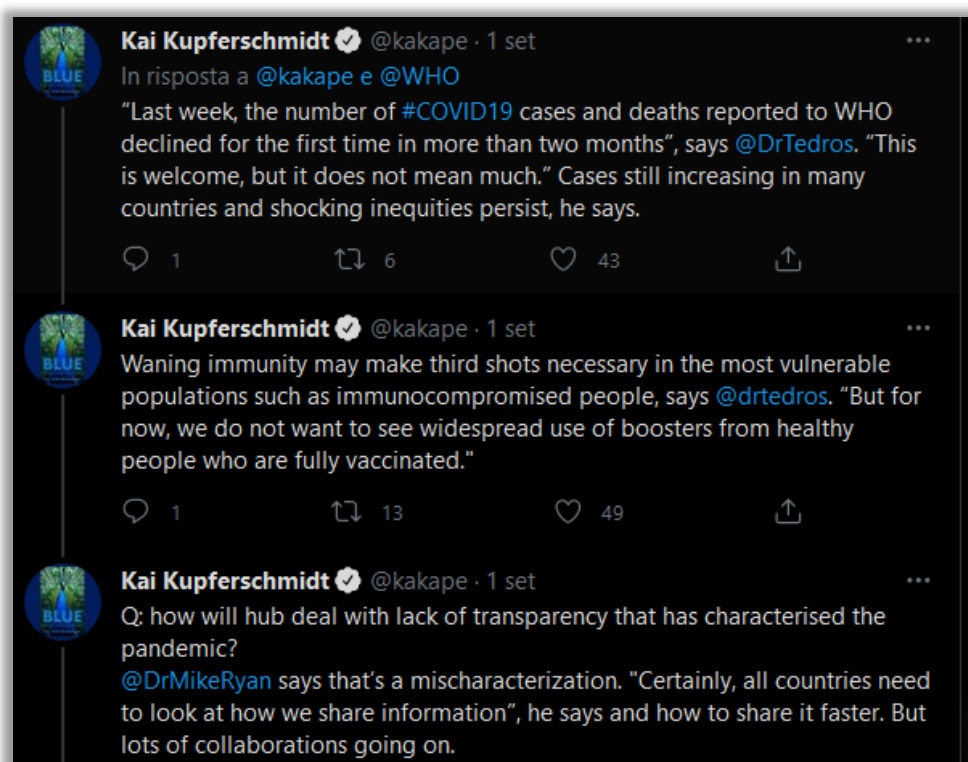 Kai Kupferschmidt @kakape · 1 set
In risposta a @kakape e @WHO
“Last week, the number of #COVID19 cases and deaths reported to WHO
declined for the first time in more than two months”, says @DrTedros. “This
is welcome, but it does not mean much.” Cases still increasing in many
countries and shocking inequities persist, he says.
1 6 43
Kai Kupferschmidt @kakape · 1 set
Waning immunity may make third shots necessary in the most vulnerable
populations such as immunocompromised people, says @drtedros. “But for
now, we do not want to see widespread use of boosters from healthy
people who are fully vaccinated."
1 13 49
Kai Kupferschmidt @kakape · 1 set
Q: how will hub deal with lack of transparency that has characterised the
pandemic?
@DrMikeRyan says that’s a mischaracterization. "Certainly, all countries need
to look at how we share information”, he says and how to share it faster. But
lots of collaborations going on.
BLUE
BLUE
BLUE